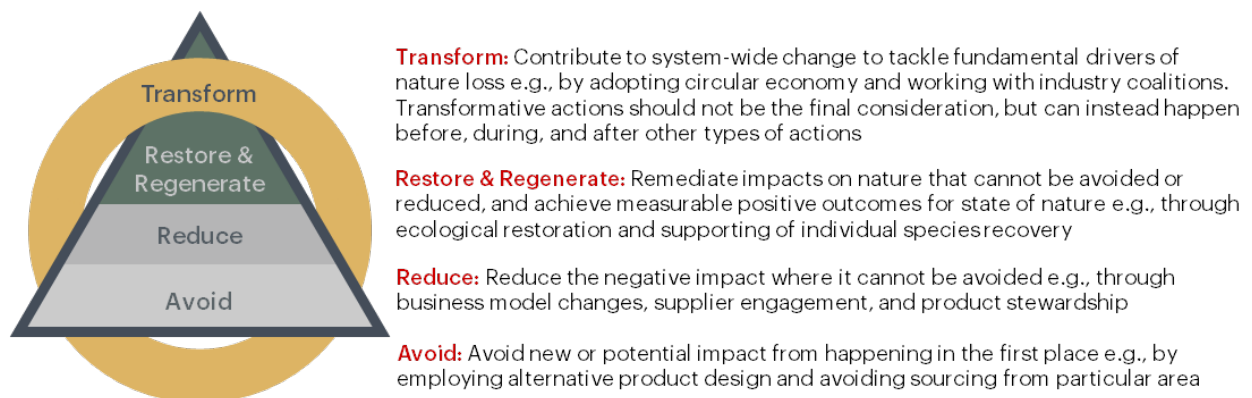 Transform
Restore &
Regenerate
Reduce
Avoid
Transform: Contribute to system-wide change to tackle fundamental drivers of
nature loss e.g., by adopting circular economy and working with industry coalitions.
Transformative actions should not be the final consideration, but can instead happen
before, during, and after other types of actions
Restore & Regenerate: Remediate impacts on nature that cannot be avoided or
reduced, and achieve measurable positive outcomes for state of nature e.g., through
ecological restoration and supporting of individual species recovery
Reduce: Reduce the negative impact where it cannot be avoided e.g., through
business model changes, supplier engagement, and product stewardship
Avoid: Avoid new or potential impact from happening in the first place e.g., by
employing alternative product design and avoiding sourcing from particular area